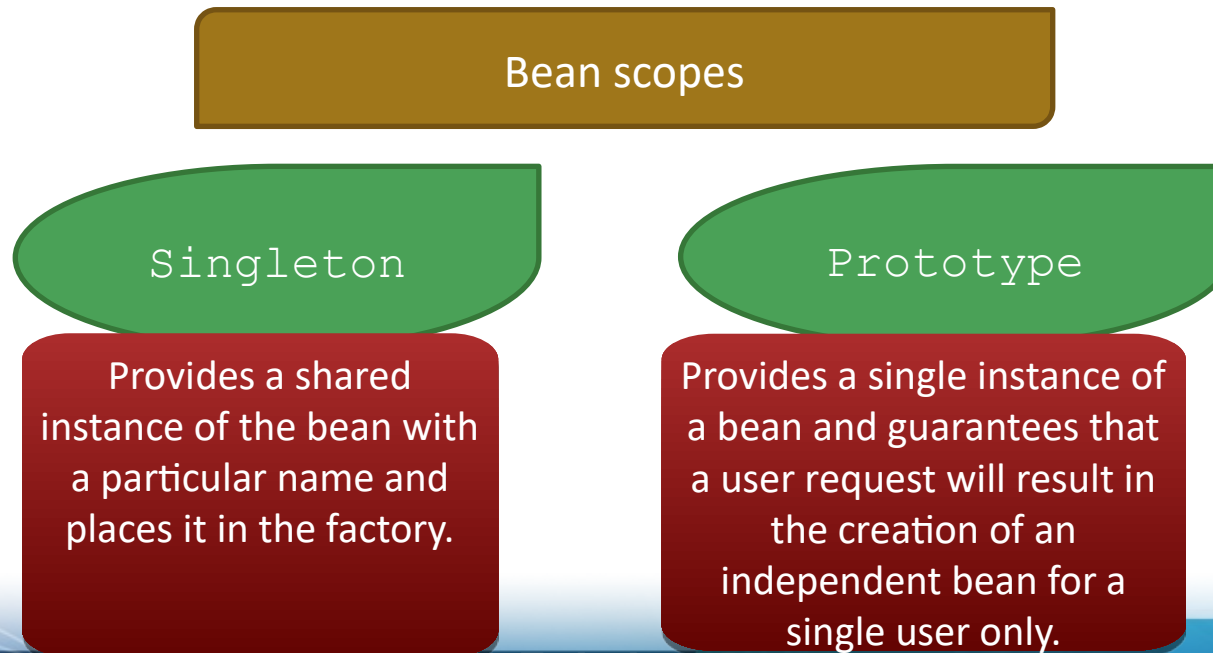 Bean scopes
Singleton
Provides a shared
instance of the bean with
a particular name and
places it in the factory.
Prototype
Provides a single instance of
a bean and guarantees that
a user request will result in
the creation of an
independent bean for a
single user only.